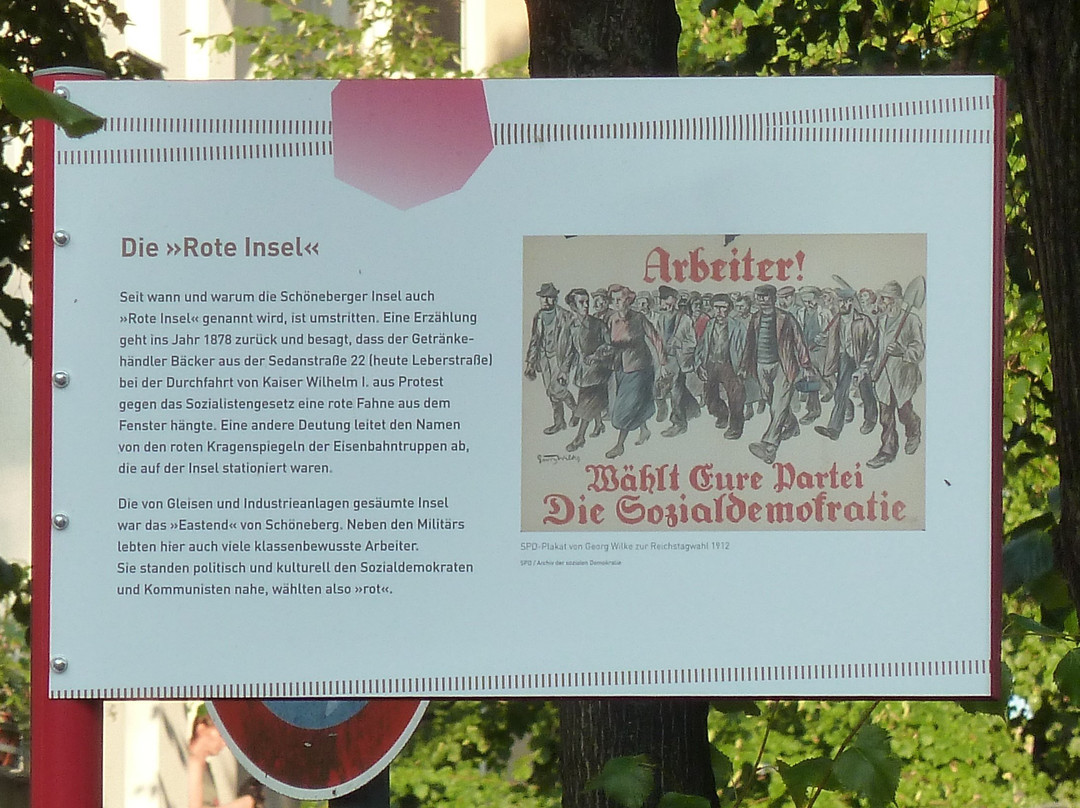 Die »Rote Insel«
Seit wann und warum die Schöneberger Insel auch
»Rote Insel« genannt wird, ist umstritten. Eine Erzählung
geht ins Jahr 1878 zurück und besagt, dass der Getränke-
händler Bäcker aus der Sedanstraße 22 (heute Leberstraße)
bei der Durchfahrt von Kaiser Wilhelm I. aus Protest
gegen das Sozialistengesetz eine rote Fahne aus dem
Fenster hängte. Eine andere Deutung leitet den Namen
von den roten Kragenspiegeln der Eisenbahntruppen ab,
die auf der Insel stationiert waren.
Die von Gleisen und Industrieanlagen gesäumte Insel
war das »Eastend« von Schöneberg. Neben den Militärs
lebten hier auch viele klassenbewusste Arbeiter.
Sie standen politisch und kulturell den Sozialdemokraten
und Kommunisten nahe, wählten also »rot«.
Arbeiter!
Wählt Eure Partei
Die Sozialdemokratie
SPD-Plakat von Georg Wilke zur Reichstagwahl 1912
SPD / Archiv der sozialen Demokratie